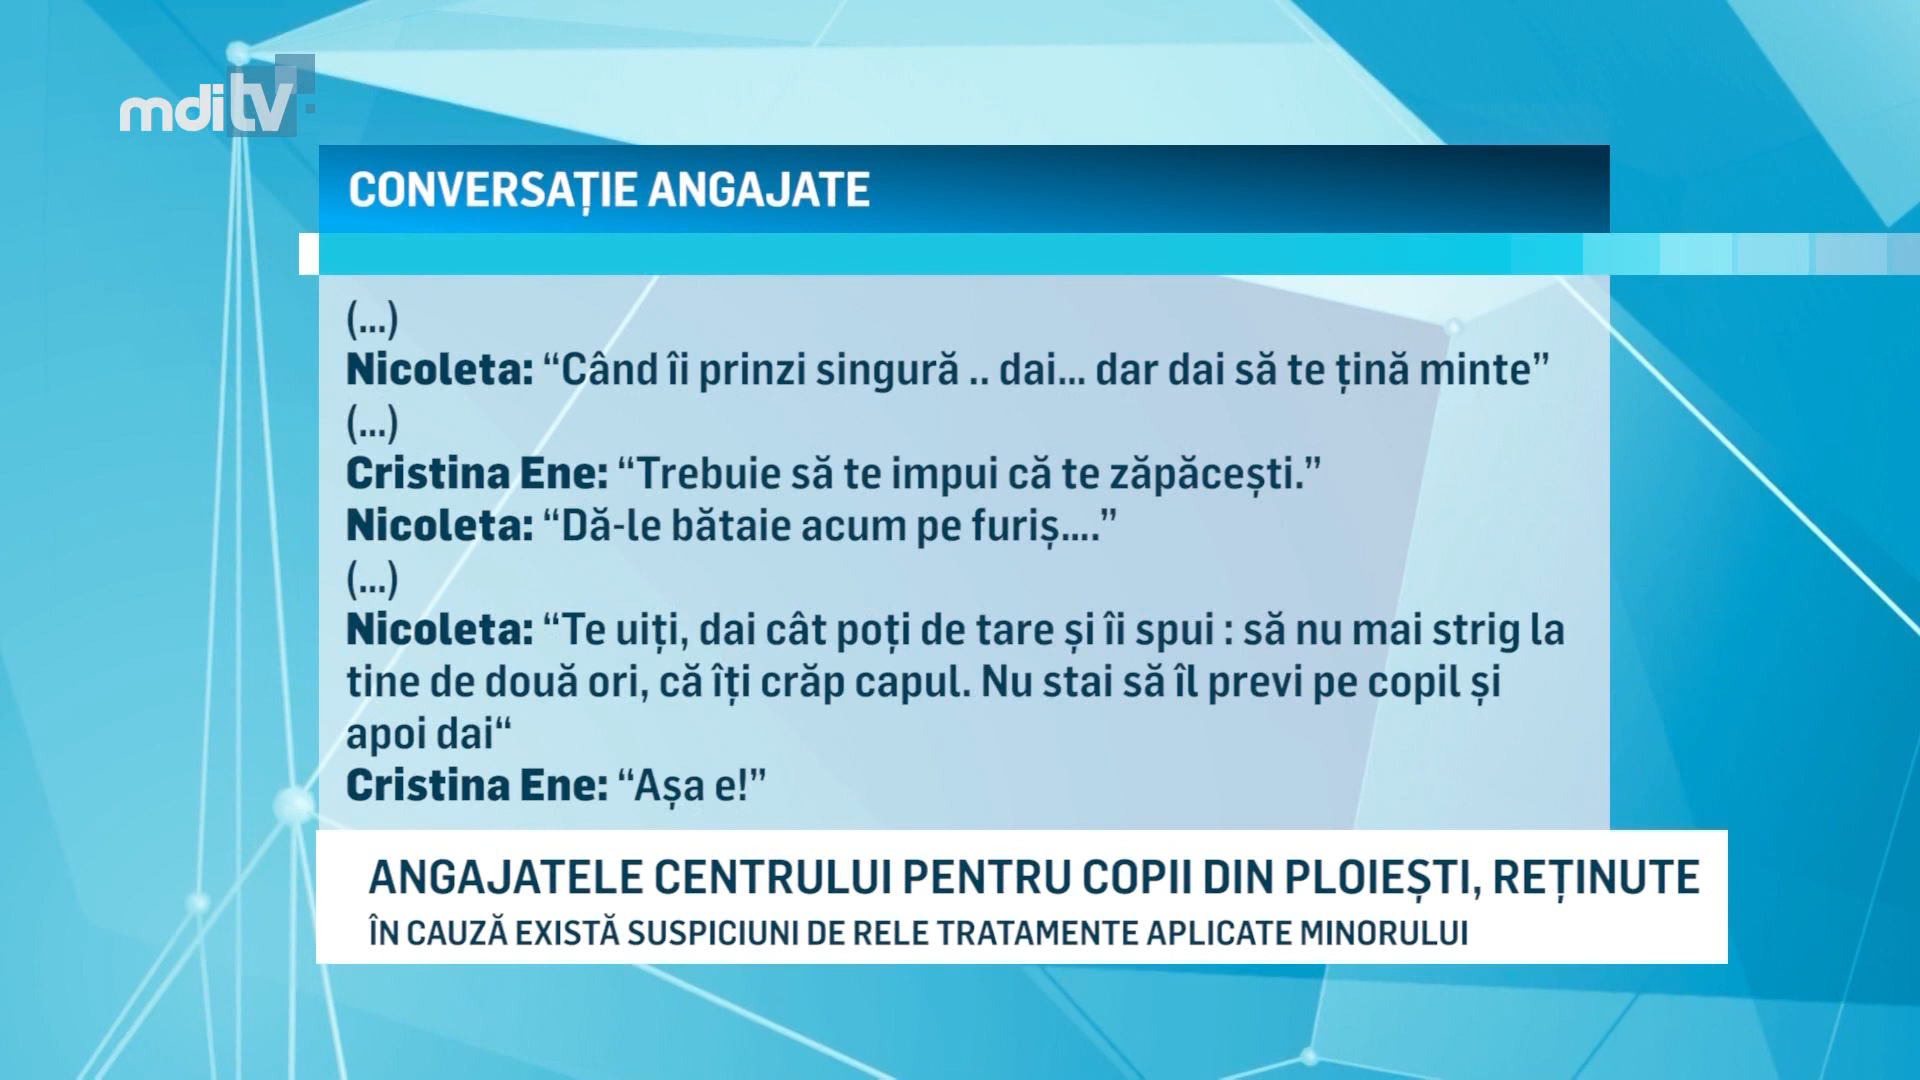 mditv
CONVERSAȚIE ANGAJATE
(...)
Nicoleta: “Când îi prinzi singură .. dai... dar dai să te țină minte”
(...)
Cristina Ene: “Trebuie să te impui că te zăpăcești.”
Nicoleta: “Dă-le bătaie acum pe furiș....”
(...)
Nicoleta: “Te uiți, dai cât poți de tare și îi spui : să nu mai strig la
tine de două ori, că îți crăp capul. Nu stai să îl previ pe copil și
apoi dai“
Cristina Ene: “Așa e!”
ANGAJATELE CENTRULUI PENTRU COPII DIN PLOIEȘTI, REȚINUTE
ÎN CAUZĂ EXISTĂ SUSPICIUNI DE RELE TRATAMENTE APLICATE MINORULUI